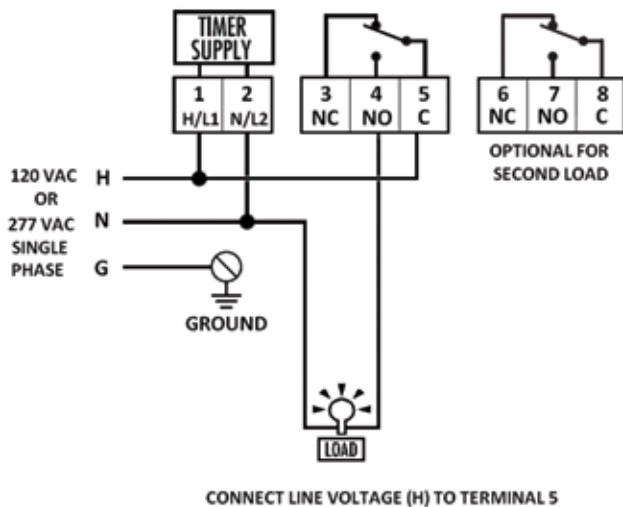 TIMER
SUPPLY
1 2
H/L1 N/L2
3 4 5
NC NO C
6 7 8
NC NO C
OPTIONAL FOR
SECOND LOAD
120 VAC
OR
277 VAC
SINGLE
PHASE
H
N
G
GROUND
LOAD
CONNECT LINE VOLTAGE (H) TO TERMINAL 5